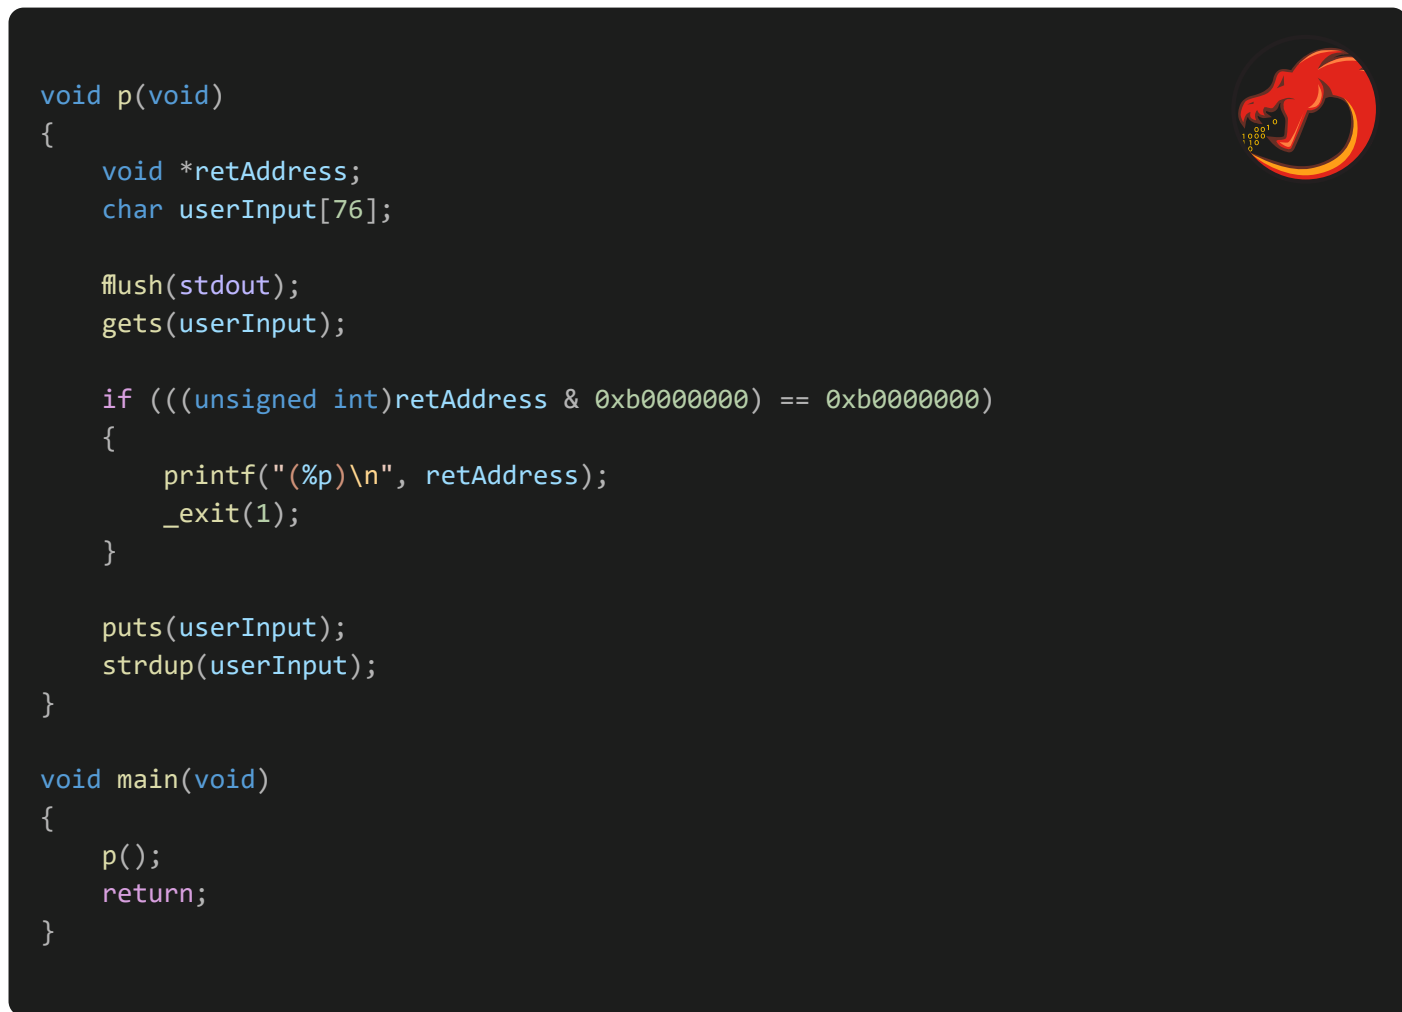 void p(void)
{
    void *retAddress;
    char userInput[76];

    fflush(stdout);
    gets(userInput);

    if (((unsigned int)retAddress & 0xb0000000) == 0xb0000000)
    {
        printf("(%p)\n", retAddress);
        _exit(1);
    }

    puts(userInput);
    strdup(userInput);
}

void main(void)
{
    p();
    return;
}